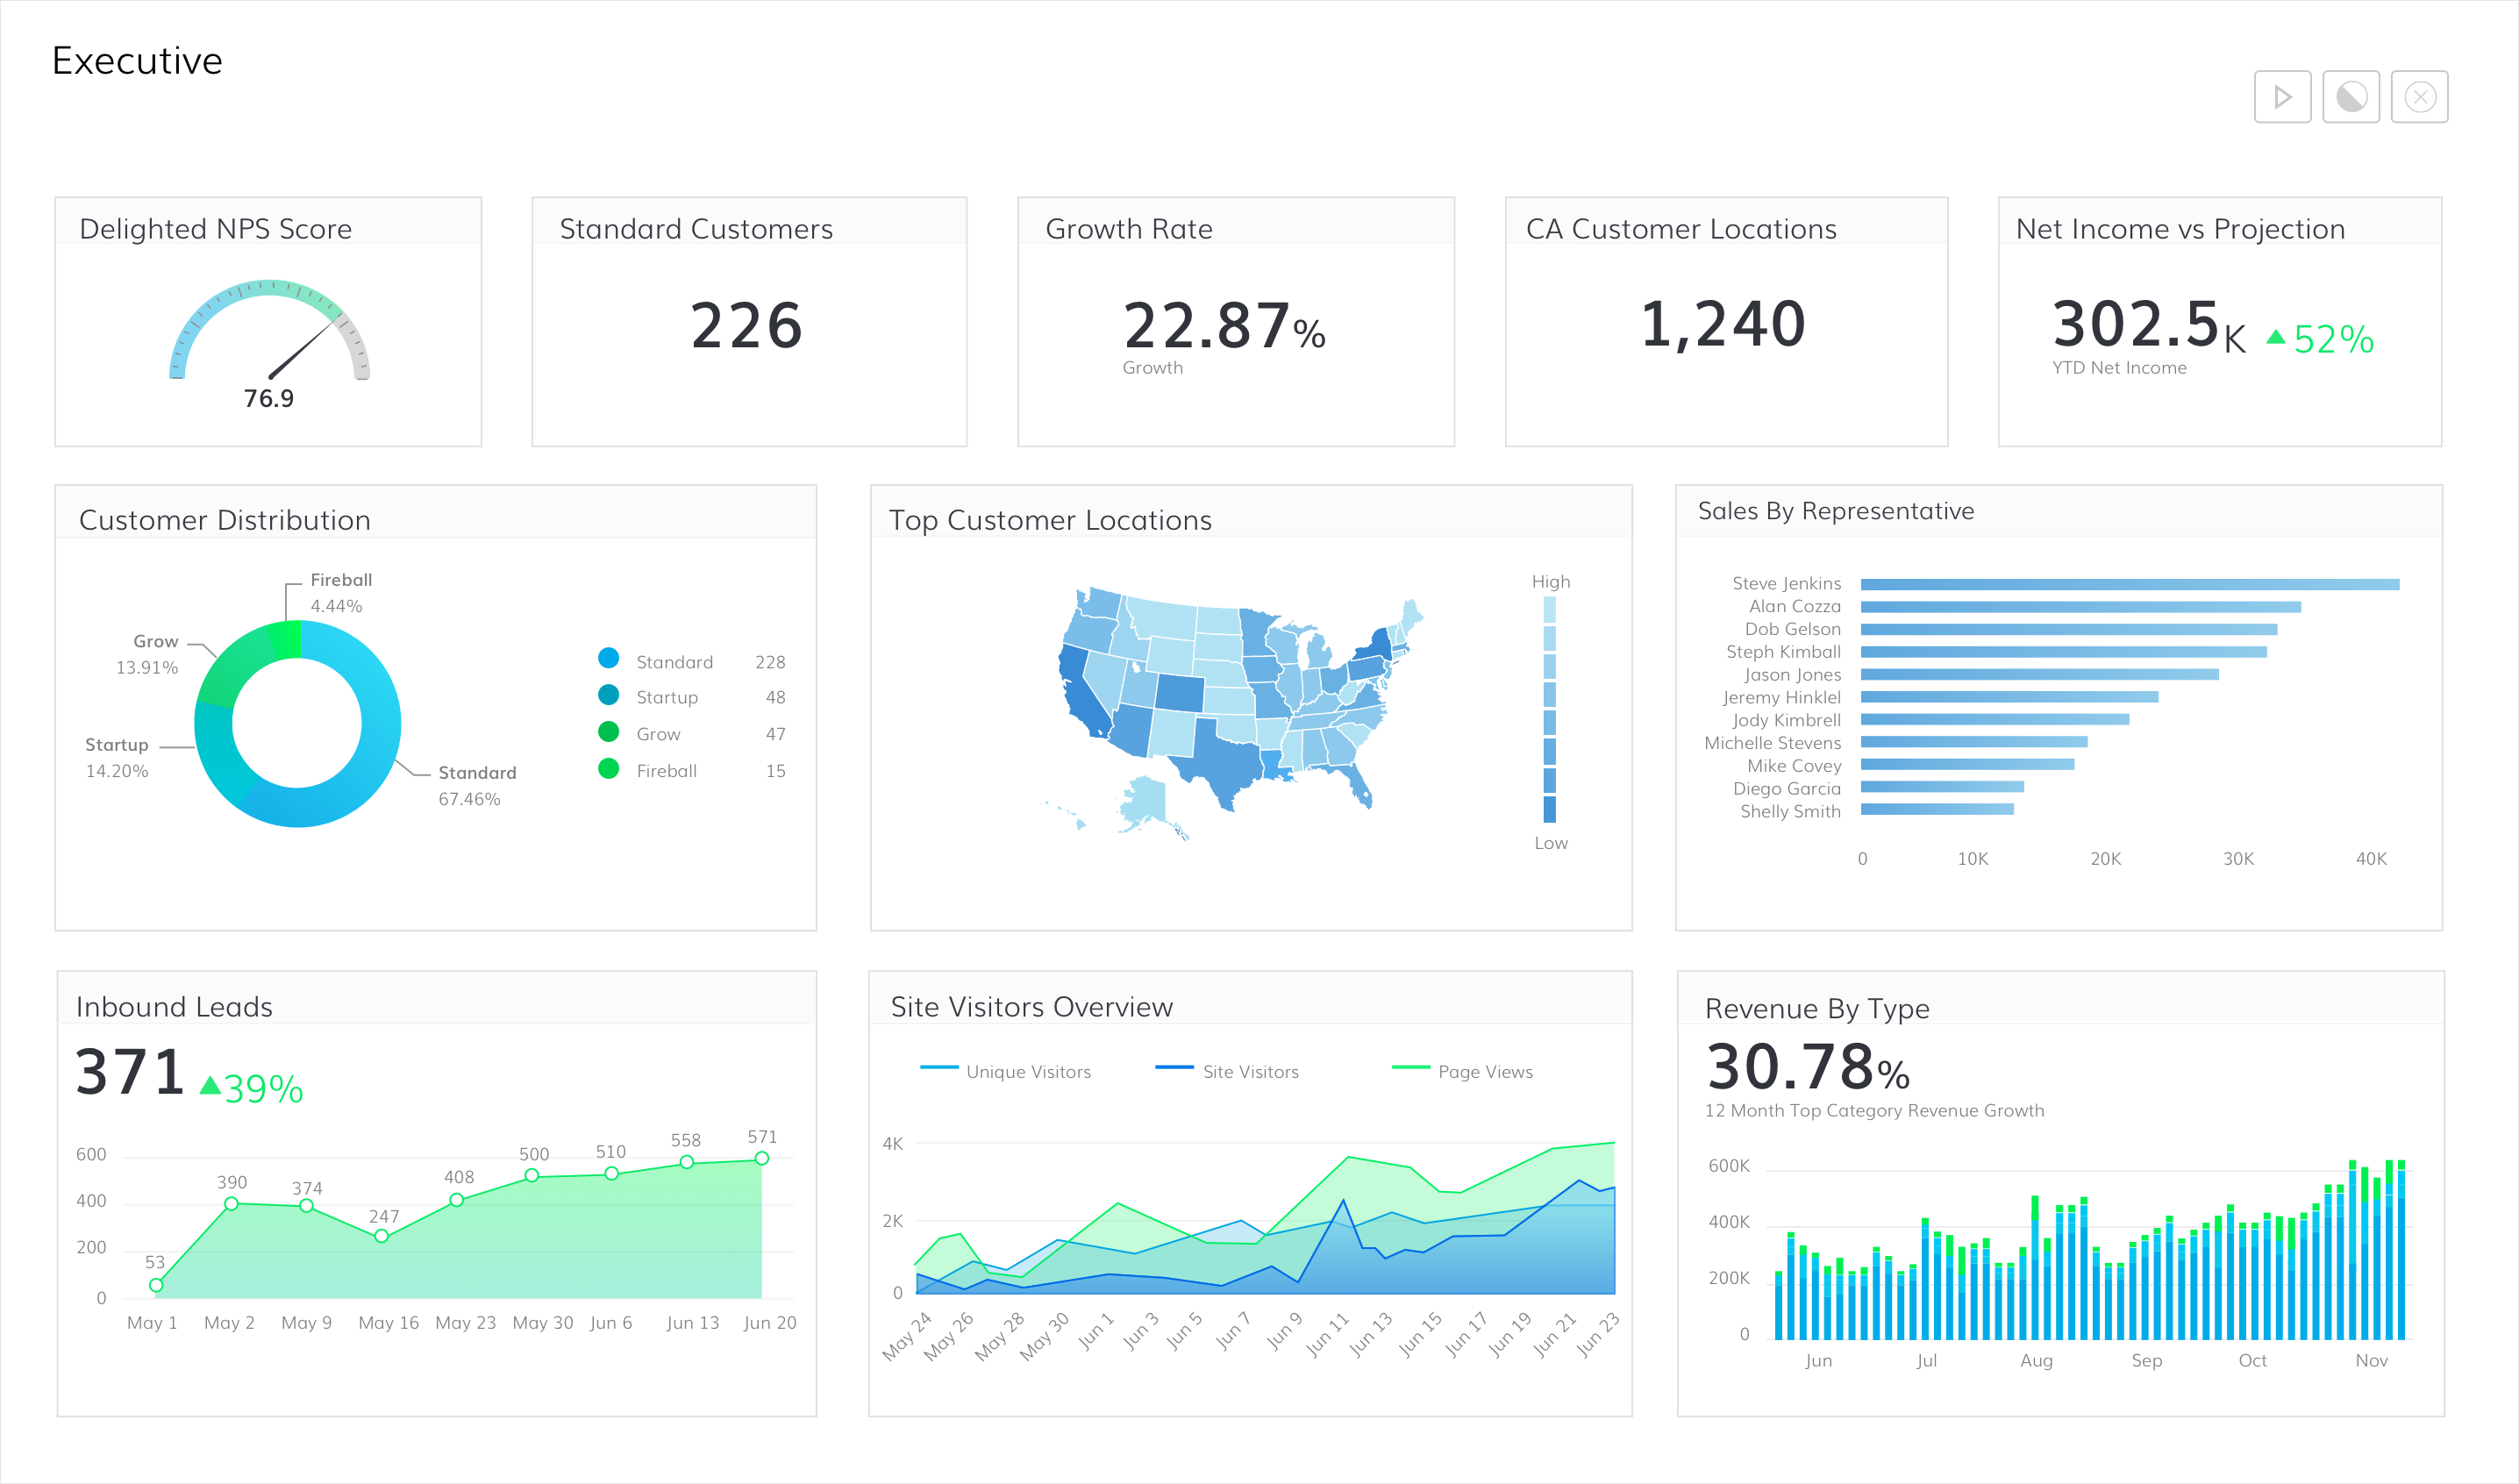 Executive
Delighted NPS Score
76.9
Standard Customers
226
Growth Rate
22.87%
Growth
CA Customer Locations
1,240
Net Income vs Projection
302.5K 52%
YTD Net Income
Customer Distribution
Fireball
4.44%
Grow
13.91%
Startup
14.20%
Standard
67.46%
Standard 228
Startup 48
Grow 47
Fireball 15
Top Customer Locations
High
Low
Sales By Representative
Steve Jenkins
Alan Cozza
Dob Gelson
Steph Kimball
Jason Jones
Jeremy Hinklel
Jody Kimbrell
Michelle Stevens
Mike Covey
Diego Garcia
Shelly Smith
0 10K 20K 30K 40K
Inbound Leads
371 39%
600
400
200
0
53 390 374 247 408 500 510 558 571
May 1 May 2 May 9 May 16 May 23 May 30 Jun 6 Jun 13 Jun 20
Site Visitors Overview
Unique Visitors Site Visitors Page Views
4K
2K
0
May 24 May 26 May 28 May 30 Jun 1 Jun 3 Jun 5 Jun 7 Jun 9 Jun 11 Jun 13 Jun 15 Jun 17 Jun 19 Jun 21 Jun 23
Revenue By Type
30.78%
12 Month Top Category Revenue Growth
600K
400K
200K
0
Jun Jul Aug Sep Oct Nov